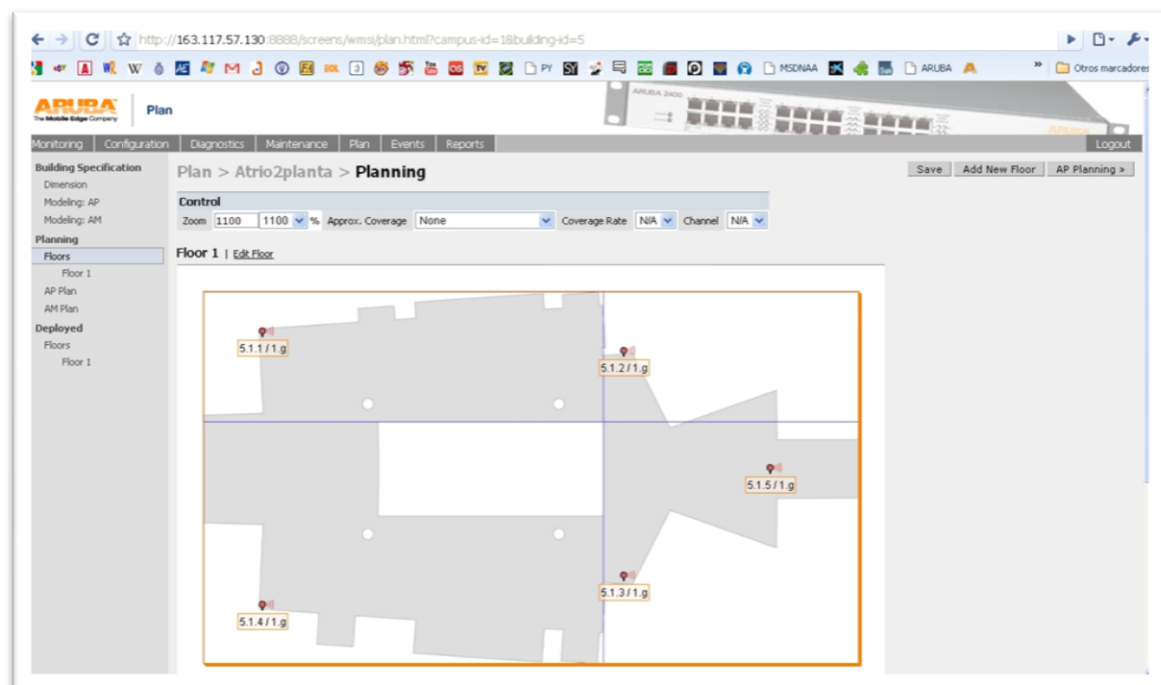 http://163.117.57.130:8888/screens/wmsi/plan.html?campus-id=1&building-id=5
PY MSDNAA ARUBA » Otros marcadores
ARUBA Plan
The Mobile Edge Company
ARUBA 2400
Monitoring Configuration Diagnostics Maintenance Plan Events Reports Logout
Building Specification
Dimension
Modeling: AP
Modeling: AM
Planning
Floors
Floor 1
AP Plan
AM Plan
Deployed
Floors
Floor 1
Plan > Atrio2planta > Planning
Save Add New Floor AP Planning »
Control
Zoom 1100 1100 % Approx. Coverage None Coverage Rate N/A Channel N/A
Floor 1 | Edit Floor
5.1.1 / 1.g
5.1.2 / 1.g
5.1.5 / 1.g
5.1.3 / 1.g
5.1.4 / 1.g